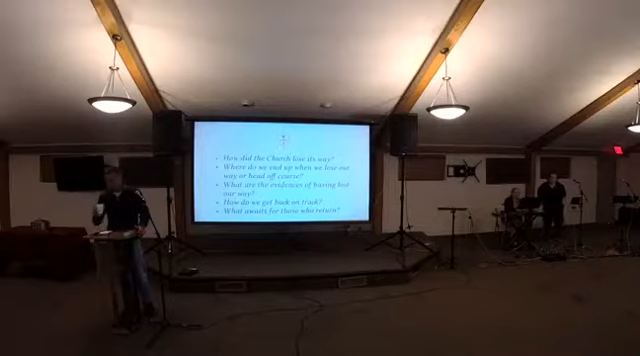 - How did the Church lose its way?
- Where do we end up when we lose our
way or head off course?
- What are the evidences of having lost
our way?
- How do we get back on track?
- What awaits for those who return?